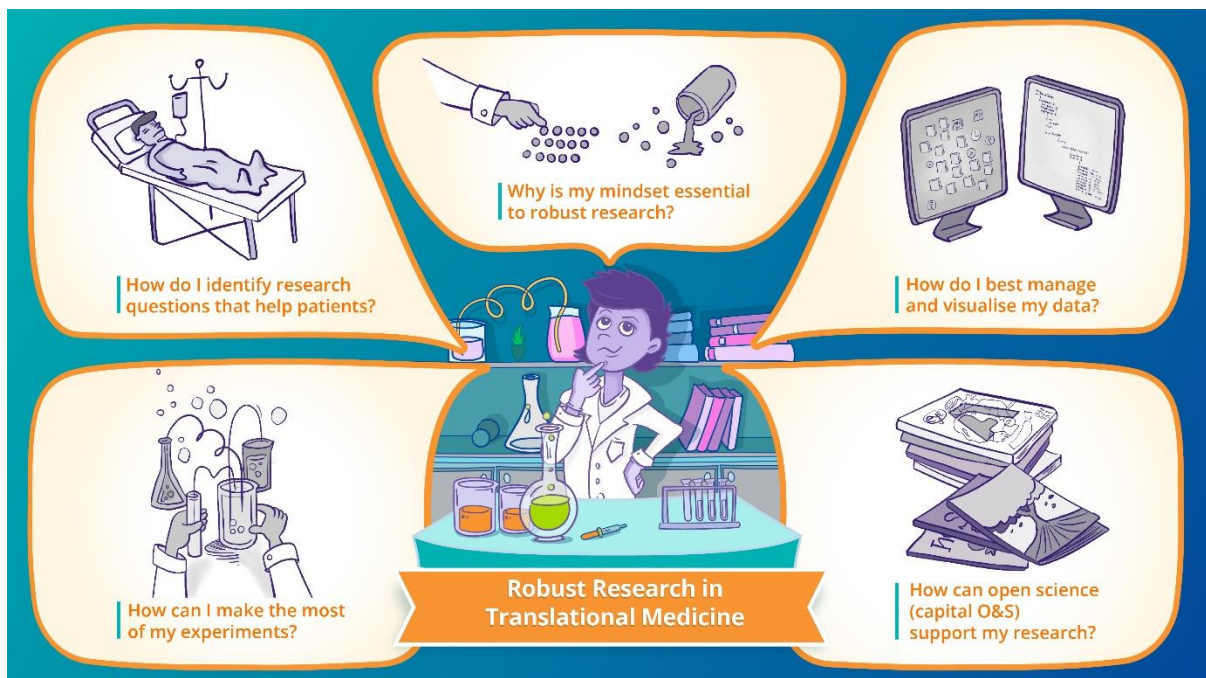 Why is my mindset essential
to robust research?
How do I identify research
questions that help patients?
How do I best manage
and visualise my data?
How can I make the most
of my experiments?
How can open science
(capital O&S)
support my research?
Robust Research in
Translational Medicine